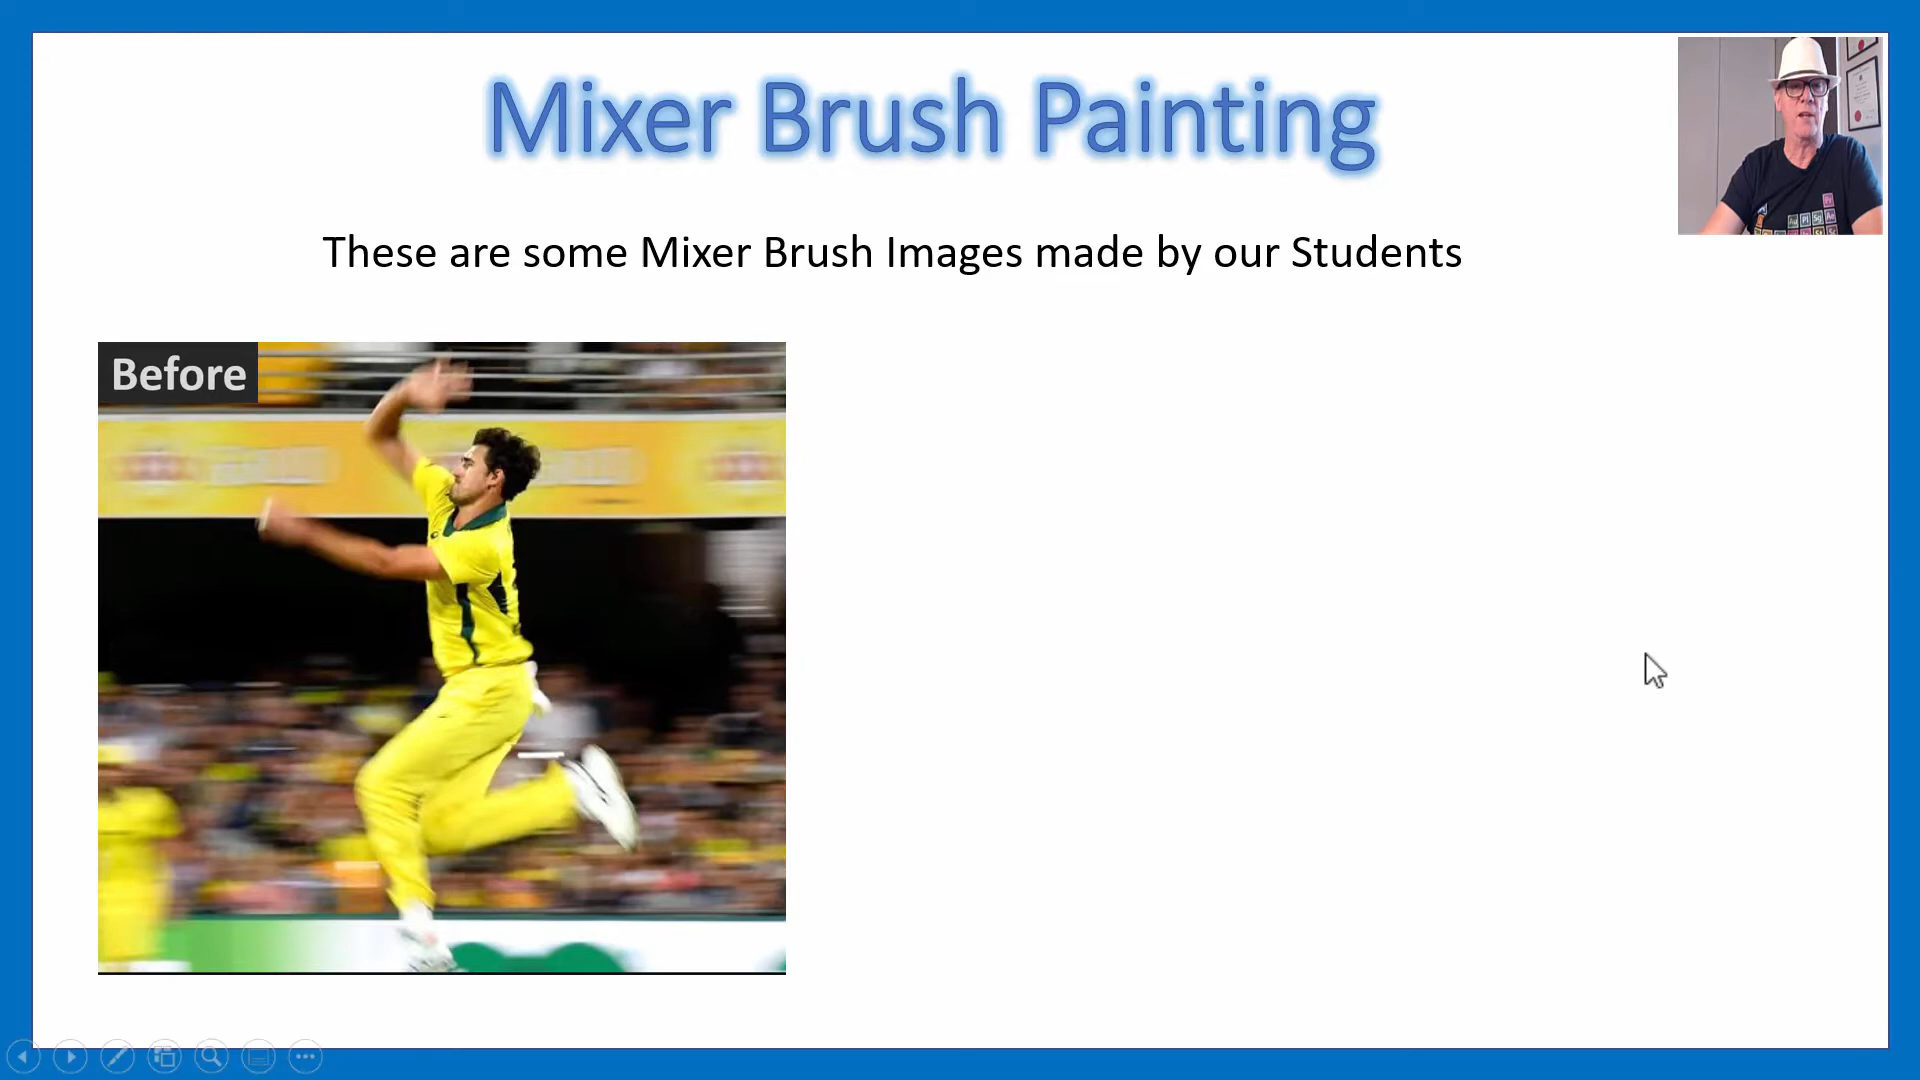 Mixer Brush Painting
These are some Mixer Brush Images made by our Students
Before